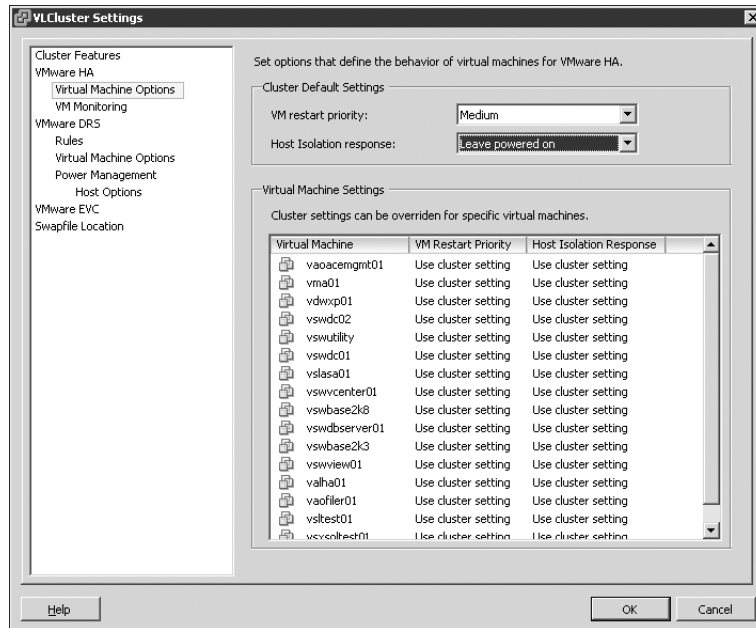 VLCluster Settings
Cluster Features
VMware HA
Virtual Machine Options
VM Monitoring
VMware DRS
Rules
Virtual Machine Options
Power Management
Host Options
VMware EVC
Swapfile Location
Set options that define the behavior of virtual machines for VMware HA.
Cluster Default Settings
VM restart priority: Medium
Host Isolation response: Leave powered on
Virtual Machine Settings
Cluster settings can be overriden for specific virtual machines.
Virtual Machine VM Restart Priority Host Isolation Response
vaoacemgmt01 Use cluster setting Use cluster setting
vma01 Use cluster setting Use cluster setting
vdwxp01 Use cluster setting Use cluster setting
vswdc02 Use cluster setting Use cluster setting
vswutility Use cluster setting Use cluster setting
vswdc01 Use cluster setting Use cluster setting
vslasa01 Use cluster setting Use cluster setting
vswvcenter01 Use cluster setting Use cluster setting
vswbase2k8 Use cluster setting Use cluster setting
vswdbserver01 Use cluster setting Use cluster setting
vswbase2k3 Use cluster setting Use cluster setting
vswview01 Use cluster setting Use cluster setting
valha01 Use cluster setting Use cluster setting
vaofiler01 Use cluster setting Use cluster setting
vsltest01 Use cluster setting Use cluster setting
vsxsoltest01 Use cluster setting Use cluster setting
Help OK Cancel